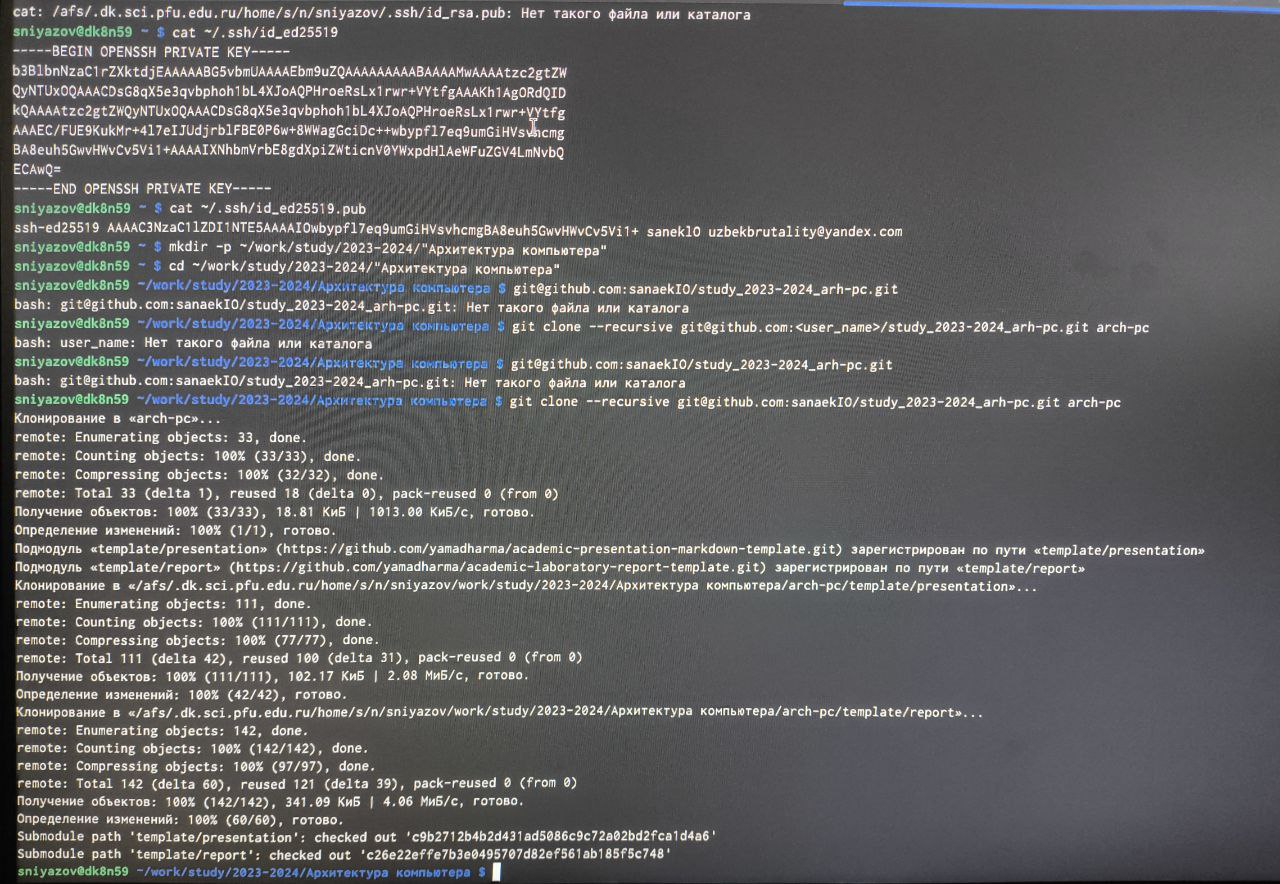 cat: /afs/.dk.sci.pfu.edu.ru/home/s/n/sniyazov/.ssh/id_rsa.pub: Нет такого файла или каталога
sniyazov@dk8n59 ~ $ cat ~/.ssh/id_ed25519
-----BEGIN OPENSSH PRIVATE KEY-----
[private key body withheld: live credential]
-----END OPENSSH PRIVATE KEY-----
sniyazov@dk8n59 ~ $ cat ~/.ssh/id_ed25519.pub
ssh-ed25519 AAAAC3NzaC1lZDI1NTE5AAAAIOwbypfl7eq9umGiHVsvhcmgBA8euh5GwvHWvCv5Vi1+ saneklO uzbekbrutality@yandex.com
sniyazov@dk8n59 ~ $ mkdir -p ~/work/study/2023-2024/"Архитектура компьютера"
sniyazov@dk8n59 ~ $ cd ~/work/study/2023-2024/"Архитектура компьютера"
sniyazov@dk8n59 ~/work/study/2023-2024/Архитектура компьютера $ git@github.com:sanaekIO/study_2023-2024_arh-pc.git
bash: git@github.com:sanaekIO/study_2023-2024_arh-pc.git: Нет такого файла или каталога
sniyazov@dk8n59 ~/work/study/2023-2024/Архитектура компьютера $ git clone --recursive git@github.com:<user_name>/study_2023-2024_arh-pc.git arch-pc
bash: user_name: Нет такого файла или каталога
sniyazov@dk8n59 ~/work/study/2023-2024/Архитектура компьютера $ git@github.com:sanaekIO/study_2023-2024_arh-pc.git
bash: git@github.com:sanaekIO/study_2023-2024_arh-pc.git: Нет такого файла или каталога
sniyazov@dk8n59 ~/work/study/2023-2024/Архитектура компьютера $ git clone --recursive git@github.com:sanaekIO/study_2023-2024_arh-pc.git arch-pc
Клонирование в «arch-pc»...
remote: Enumerating objects: 33, done.
remote: Counting objects: 100% (33/33), done.
remote: Compressing objects: 100% (32/32), done.
remote: Total 33 (delta 1), reused 18 (delta 0), pack-reused 0 (from 0)
Получение объектов: 100% (33/33), 18.81 КиБ | 1013.00 КиБ/с, готово.
Определение изменений: 100% (1/1), готово.
Подмодуль «template/presentation» (https://github.com/yamadharma/academic-presentation-markdown-template.git) зарегистрирован по пути «template/presentation»
Подмодуль «template/report» (https://github.com/yamadharma/academic-laboratory-report-template.git) зарегистрирован по пути «template/report»
Клонирование в «/afs/.dk.sci.pfu.edu.ru/home/s/n/sniyazov/work/study/2023-2024/Архитектура компьютера/arch-pc/template/presentation»...
remote: Enumerating objects: 111, done.
remote: Counting objects: 100% (111/111), done.
remote: Compressing objects: 100% (77/77), done.
remote: Total 111 (delta 42), reused 100 (delta 31), pack-reused 0 (from 0)
Получение объектов: 100% (111/111), 102.17 КиБ | 2.08 МиБ/с, готово.
Определение изменений: 100% (42/42), готово.
Клонирование в «/afs/.dk.sci.pfu.edu.ru/home/s/n/sniyazov/work/study/2023-2024/Архитектура компьютера/arch-pc/template/report»...
remote: Enumerating objects: 142, done.
remote: Counting objects: 100% (142/142), done.
remote: Compressing objects: 100% (97/97), done.
remote: Total 142 (delta 60), reused 121 (delta 39), pack-reused 0 (from 0)
Получение объектов: 100% (142/142), 341.09 КиБ | 4.06 МиБ/с, готово.
Определение изменений: 100% (60/60), готово.
Submodule path 'template/presentation': checked out 'c9b2712b4b2d431ad5086c9c72a02bd2fca1d4a6'
Submodule path 'template/report': checked out 'c26e22effe7b3e0495707d82ef561ab185f5c748'
sniyazov@dk8n59 ~/work/study/2023-2024/Архитектура компьютера $